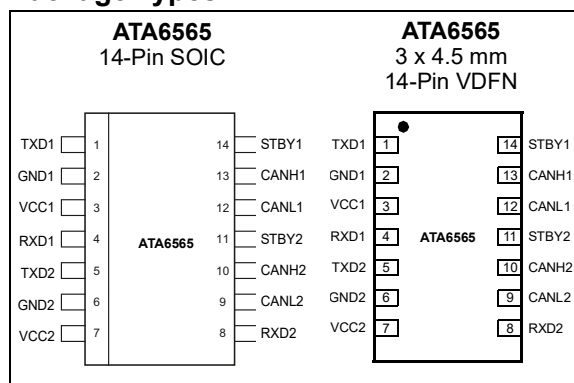 ATA6565
14-Pin SOIC
TXD1 1 14 STBY1
GND1 2 13 CANH1
VCC1 3 12 CANL1
RXD1 4 ATA6565 11 STBY2
TXD2 5 10 CANH2
GND2 6 9 CANL2
VCC2 7 8 RXD2
ATA6565
3 x 4.5 mm
14-Pin VDFN
TXD1 1 14 STBY1
GND1 2 13 CANH1
VCC1 3 12 CANL1
RXD1 4 ATA6565 11 STBY2
TXD2 5 10 CANH2
GND2 6 9 CANL2
VCC2 7 8 RXD2